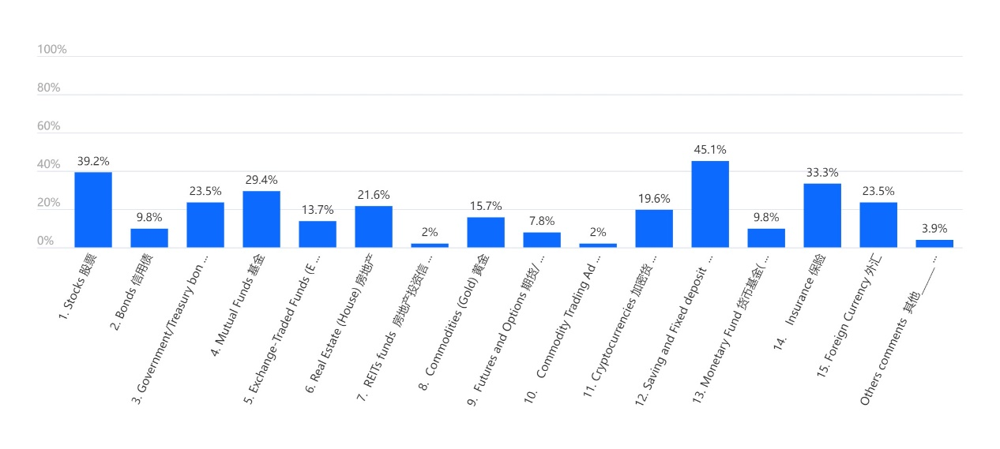 100%
80%
60%
40%
20%
0%
39.2%
9.8%
23.5%
29.4%
13.7%
21.6%
2%
15.7%
7.8%
2%
19.6%
45.1%
9.8%
33.3%
23.5%
3.9%
1. Stocks 股票
2. Bonds 信用债
3. Government/Treasury bon ...
4. Mutual Funds 基金
5. Exchange-Traded Funds (E...
6. Real Estate (House) 房地产
7. REITs funds 房地产投资信 ...
8. Commodities (Gold) 黄金
9. Futures and Options 期货/...
10. Commodity Trading Ad ...
11. Cryptocurrencies 加密货 ...
12. Saving and Fixed deposit ...
13. Monetary Fund 货币基金(...
14. Insurance 保险
15. Foreign Currency 外汇
Others comments 其他______ ...